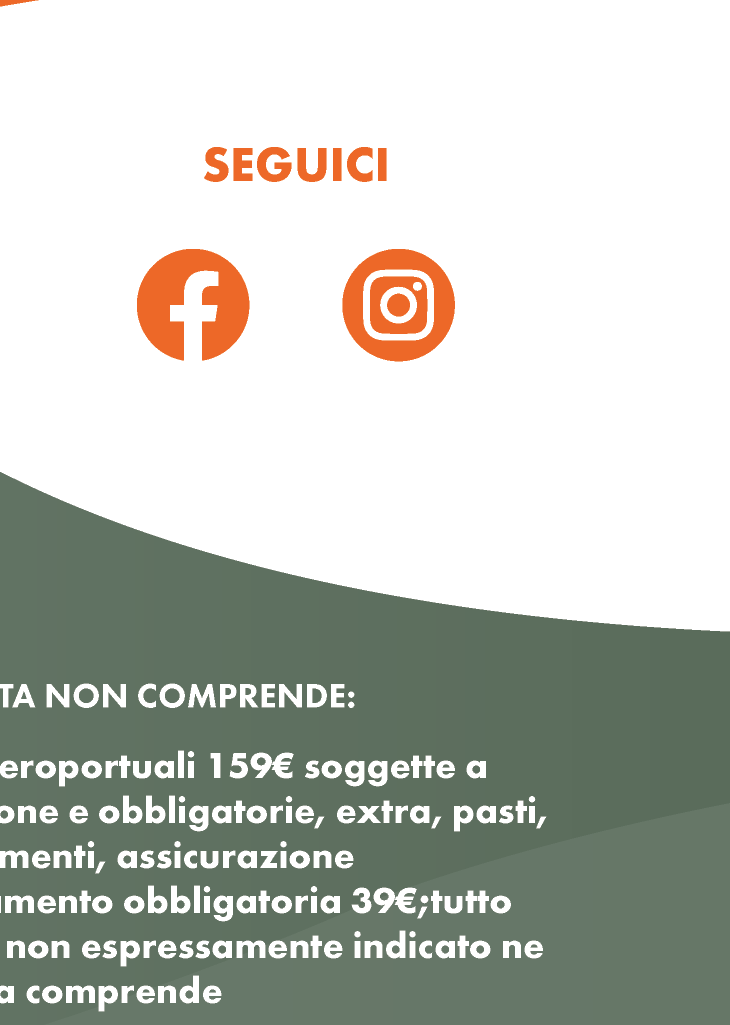 SEGUICI
TA NON COMPRENDE:
eroportuali 159€ soggette a
one e obbligatorie, extra, pasti,
menti, assicurazione
amento obbligatoria 39€;tutto
non espressamente indicato ne
a comprende